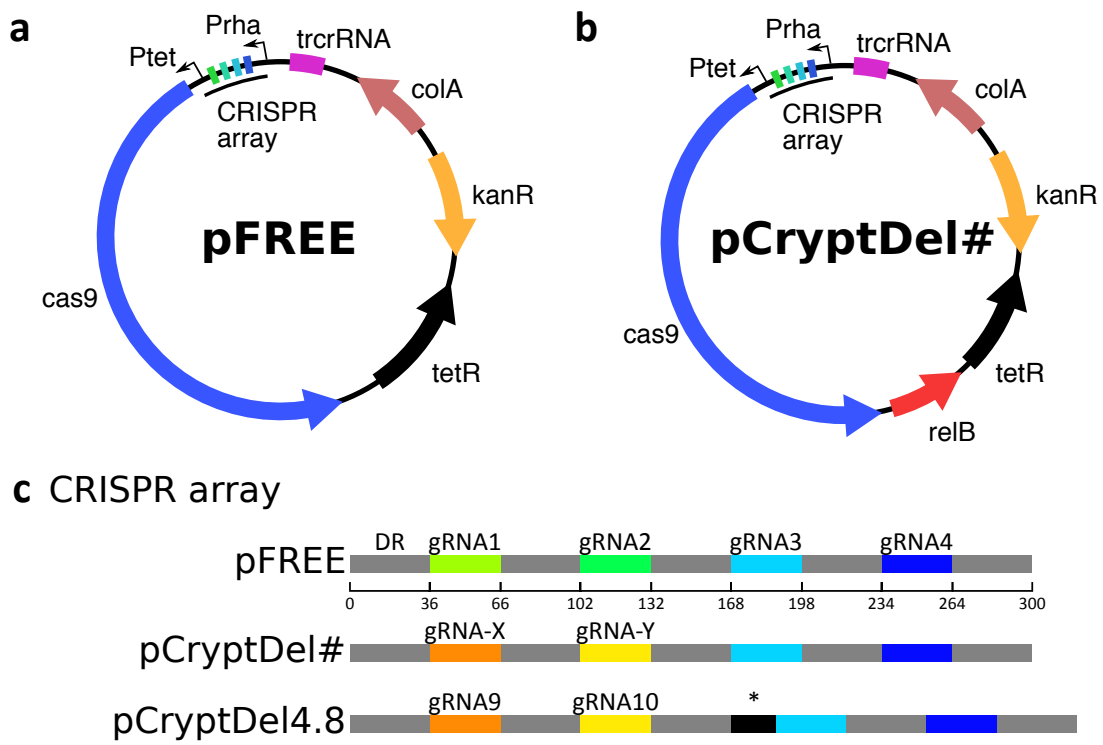 a
Prha
Ptet
trcrRNA
colA
CRISPR
array
kanR
pFREE
cas9
tetR
b
Prha
Ptet
trcrRNA
colA
CRISPR
array
kanR
pCryptDel#
cas9
tetR
relB
c CRISPR array
DR gRNA1 gRNA2 gRNA3 gRNA4
pFREE
0 36 66 102 132 168 198 234 264 300
gRNA-X gRNA-Y
pCryptDel#
gRNA9 gRNA10 *
pCryptDel4.8